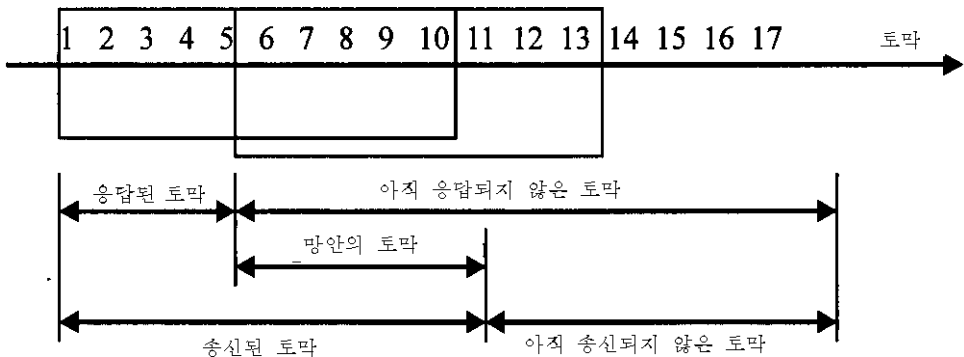 1 2 3 4 5 6 7 8 9 10 11 12 13 14 15 16 17 토막
응답된 토막 아직 응답되지 않은 토막
망안의 토막
송신된 토막 아직 송신되지 않은 토막